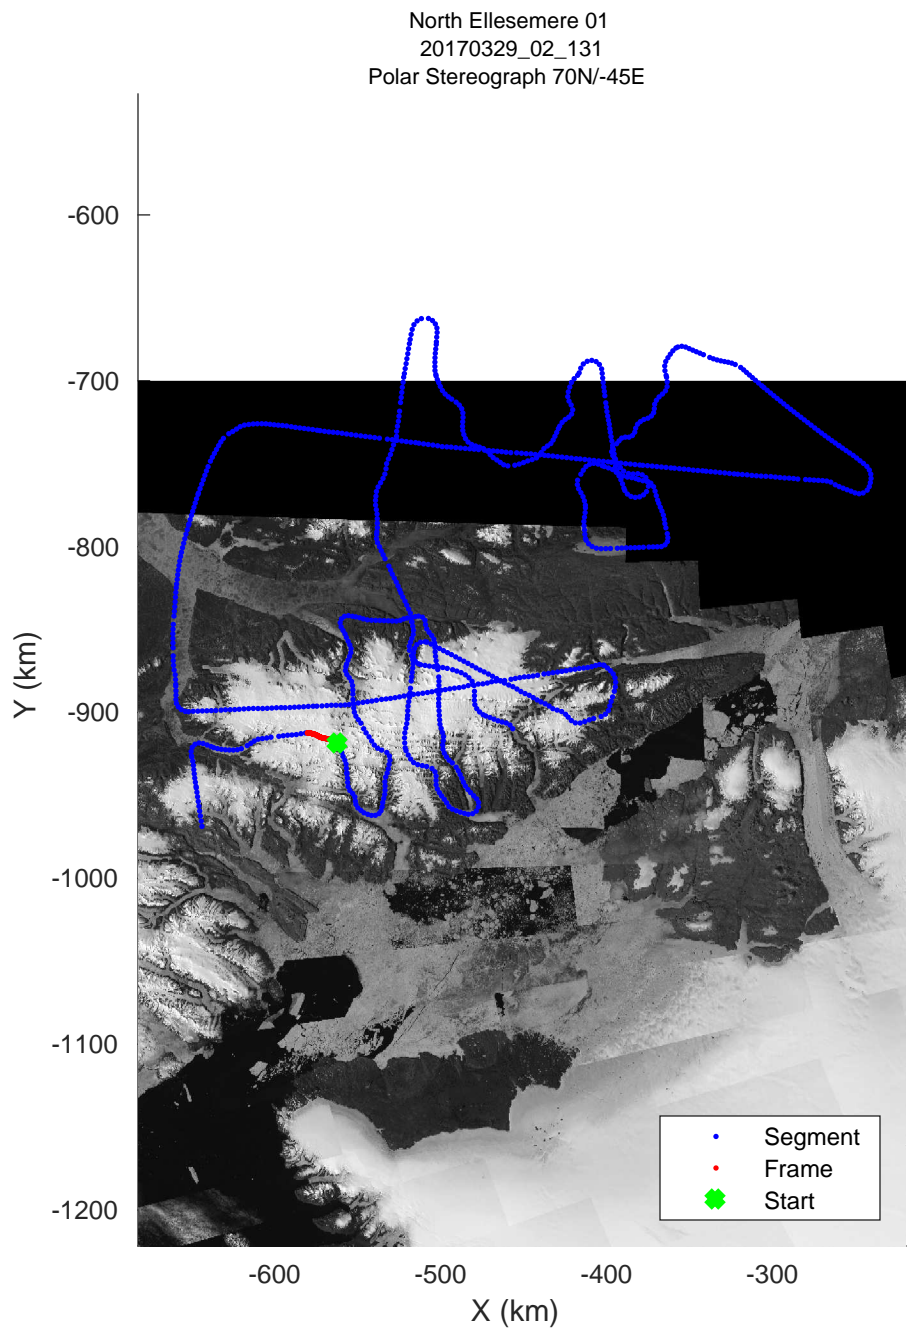 North Ellesemere 01
20170329_02_131
Polar Stereograph 70N/-45E
-600
-700
-800
-900
-1000
-1100
-1200
Y (km)
Segment
Frame
Start
-600 -500 -400 -300
X (km)